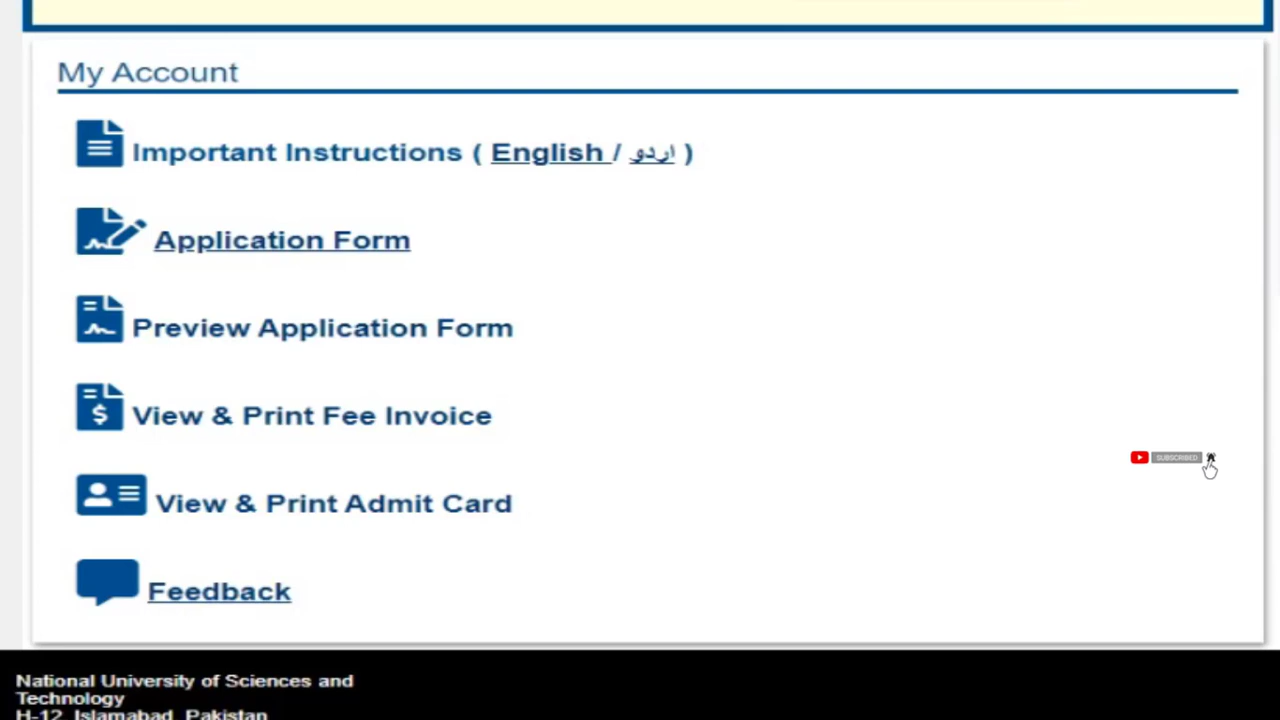 My Account
Important Instructions ( English / اردو )
Application Form
Preview Application Form
View & Print Fee Invoice
SUBSCRIBED
View & Print Admit Card
Feedback
National University of Sciences and
Technology
H-12, Islamabad, Pakistan